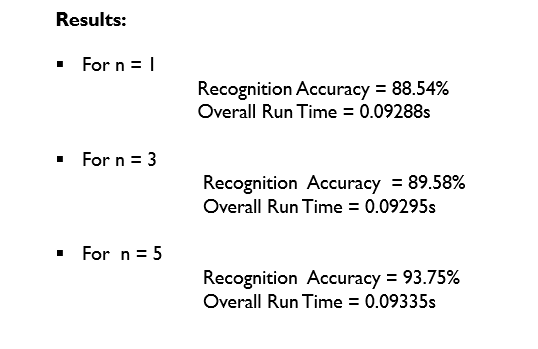 Results:
▪ For n = 1
Recognition Accuracy = 88.54%
Overall Run Time = 0.09288s
▪ For n = 3
Recognition Accuracy = 89.58%
Overall Run Time = 0.09295s
▪ For n = 5
Recognition Accuracy = 93.75%
Overall Run Time = 0.09335s